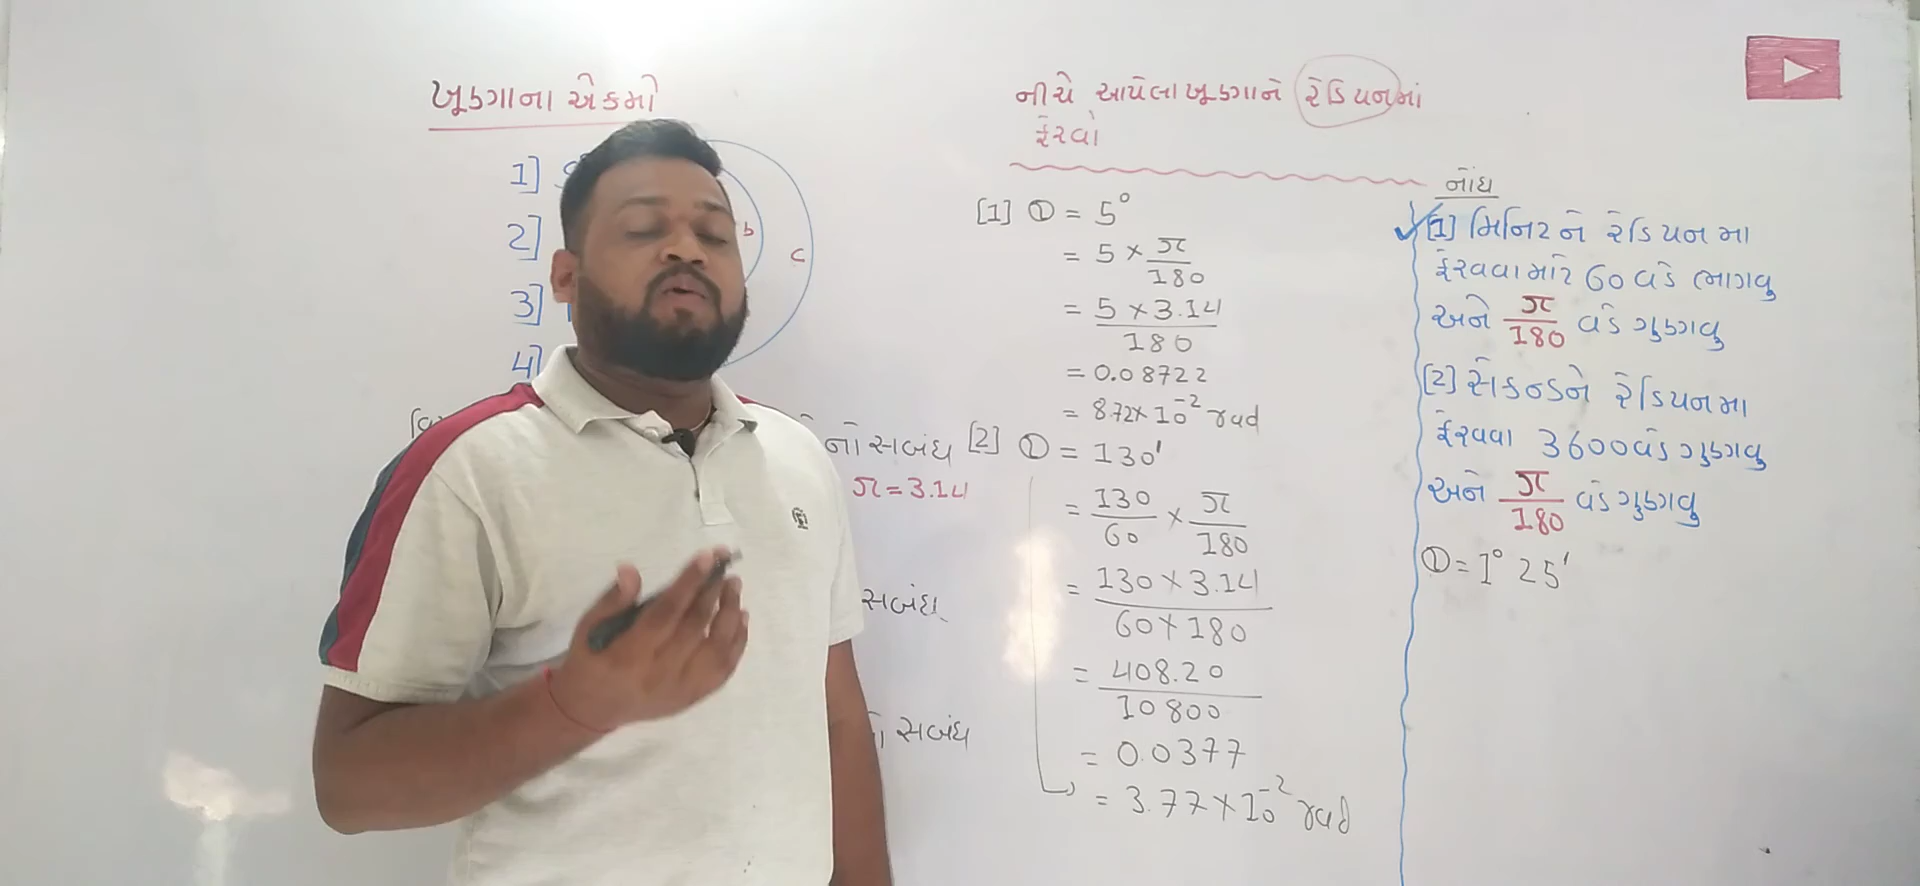 ખૂણાના એકમો
1]
2]
3]
4]
b
c
નો સબંધ
π = 3.14
સબંધ
સબંધ
નીચે આપેલા ખૂણાને રેડિયનમાં
ફેરવો
[1] ① = 5°
= 5 × π/180
= 5 × 3.14 / 180
= 0.08722
= 8.72 × 10⁻² rad
[2] ① = 130'
= 130/60 × π/180
= 130 × 3.14 / 60 × 180
= 408.20 / 10800
= 0.0377
= 3.77 × 10⁻² rad
નોંધ
[1] મિનિટને રેડિયનમા
ફેરવવા માટે 60 વડે ભાગવુ
અને π/180 વડે ગુણવુ
[2] સેકન્ડને રેડિયનમા
ફેરવવા 3600 વડે ગુણવુ
અને π/180 વડે ગુણવુ
① = 1° 25'